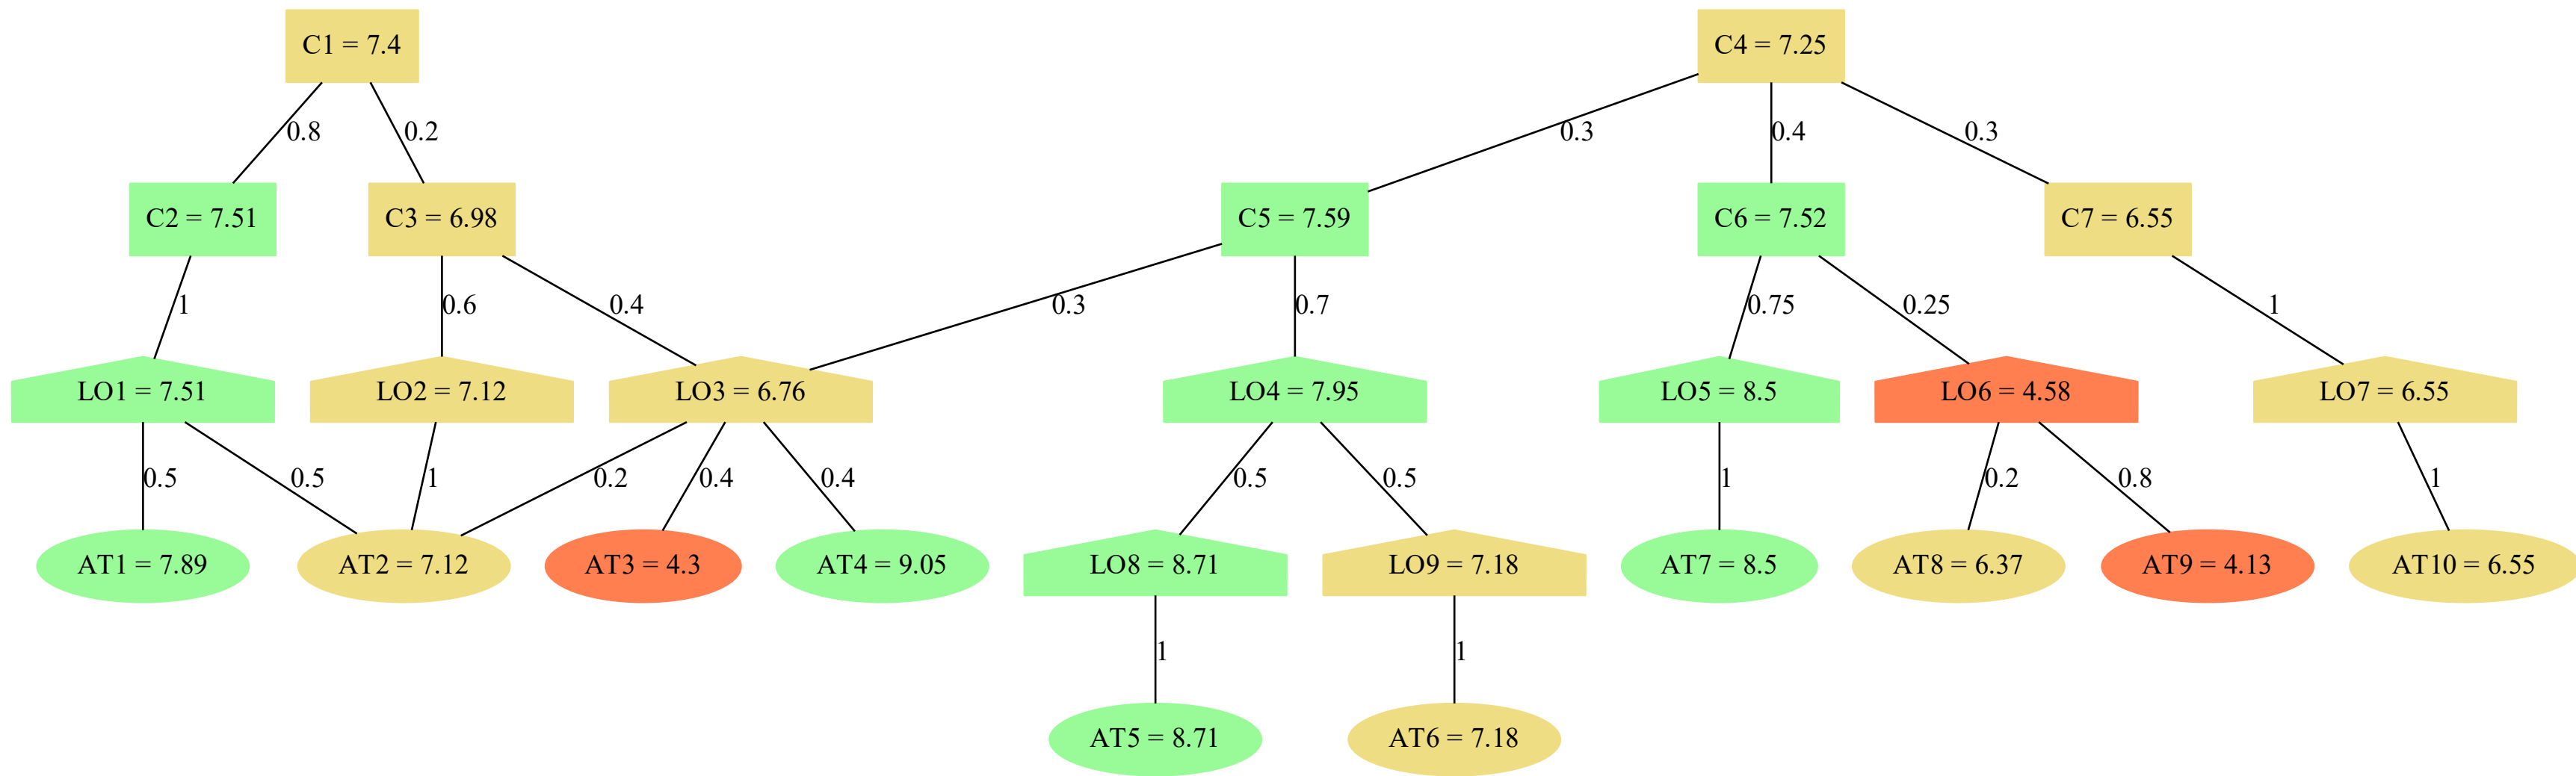 C1 = 7.4
C4 = 7.25
0.8
0.2
0.3
0.4
0.3
C2 = 7.51
C3 = 6.98
C5 = 7.59
C6 = 7.52
C7 = 6.55
1
0.6
0.4
0.3
0.7
0.75
0.25
1
LO1 = 7.51
LO2 = 7.12
LO3 = 6.76
LO4 = 7.95
LO5 = 8.5
LO6 = 4.58
LO7 = 6.55
0.5
0.5
1
0.2
0.4
0.4
0.5
0.5
1
0.2
0.8
1
AT1 = 7.89
AT2 = 7.12
AT3 = 4.3
AT4 = 9.05
LO8 = 8.71
LO9 = 7.18
AT7 = 8.5
AT8 = 6.37
AT9 = 4.13
AT10 = 6.55
1
1
AT5 = 8.71
AT6 = 7.18